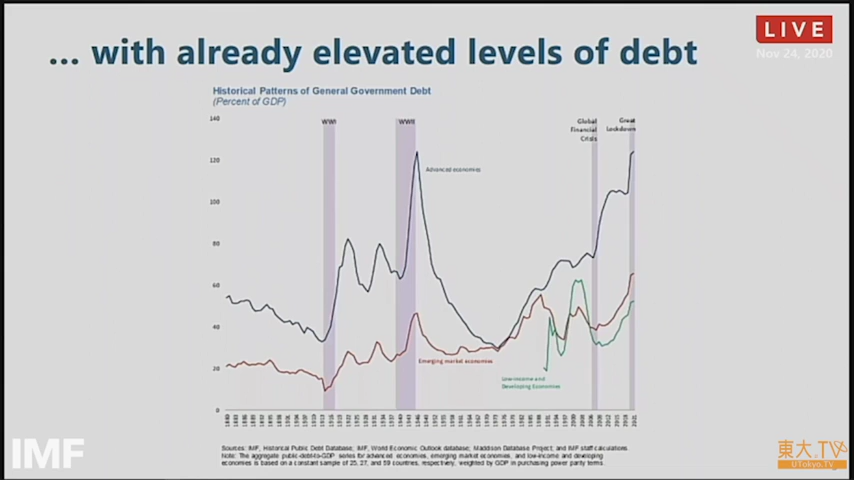 LIVE
Nov 24, 2020
... with already elevated levels of debt
Historical Patterns of General Government Debt
(Percent of GDP)
140
WWI
WWII
Global
Financial
Crisis
Great
Lockdown
120
Advanced economies
100
80
60
40
Emerging market economies
20
Low-income and
Developing Economies
0
Sources: IMF, Historical Public Debt Database; IMF, World Economic Outlook database; Maddison Database Project; and IMF staff calculations.
Note: The aggregate public-debt-to-GDP series for advanced economies, emerging market economies, and low-income and developing
economies is based on a constant sample of 25, 27, and 59 countries, respectively, weighted by GDP in purchasing power parity terms.
IMF
東大.TV
UTokyo.TV